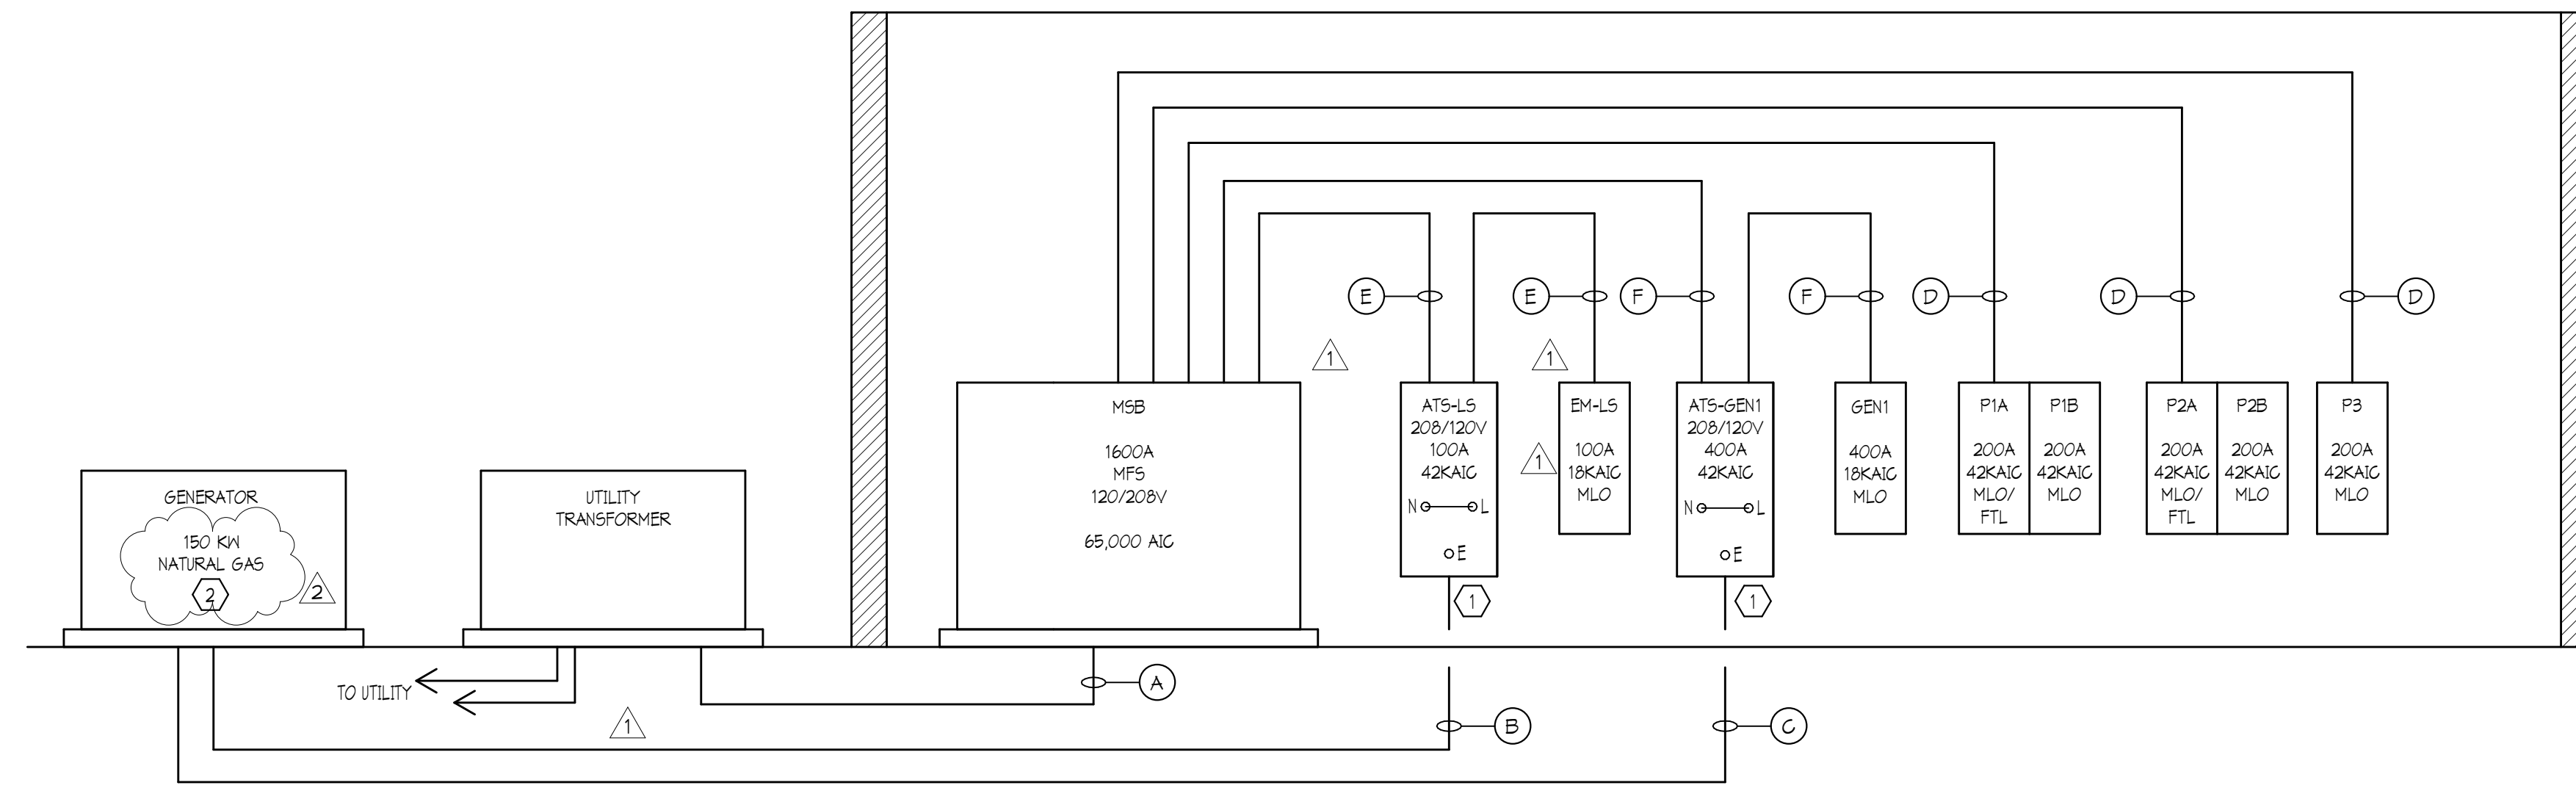 E
E
F
F
D
D
D
1
1
MSB
1600A
MFS
120/208V
65,000 AIC
ATS-LS
208/120V
100A
42KAIC
N L
E
1
1
EM-LS
100A
18KAIC
MLO
ATS-GEN1
208/120V
400A
42KAIC
N L
E
1
GEN1
400A
18KAIC
MLO
P1A
200A
42KAIC
MLO/
FTL
P1B
200A
42KAIC
MLO
P2A
200A
42KAIC
MLO/
FTL
P2B
200A
42KAIC
MLO
P3
200A
42KAIC
MLO
GENERATOR
150 KW
NATURAL GAS
2
2
UTILITY
TRANSFORMER
TO UTILITY
A
1
B
C